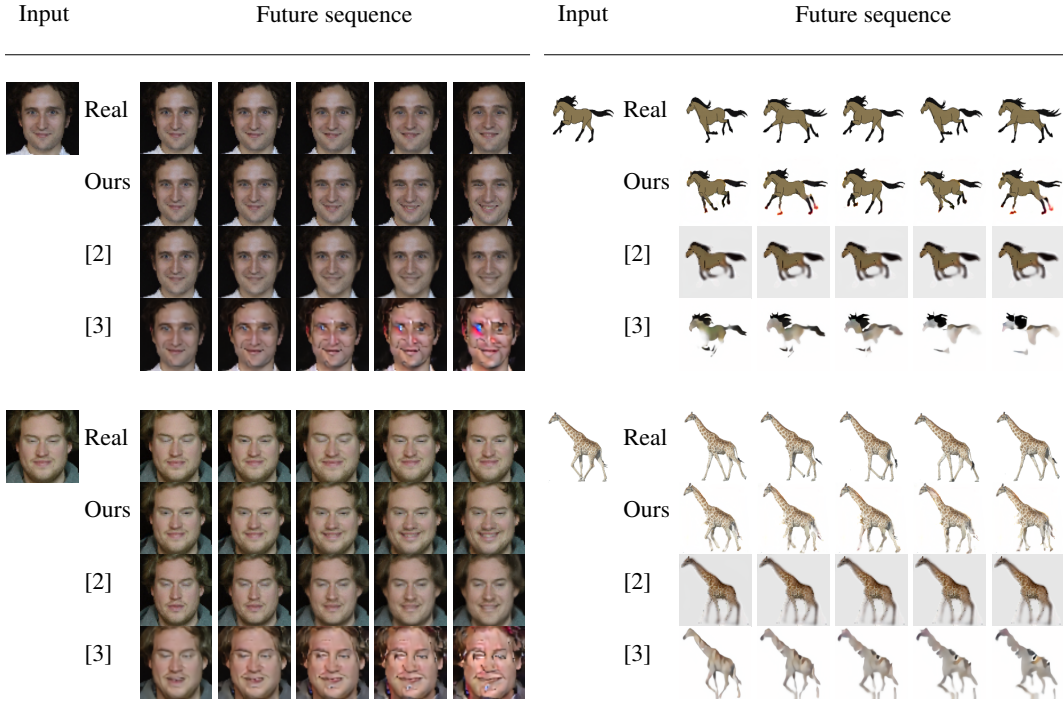 Input Future sequence Input Future sequence
Real Real
Ours Ours
[2] [2]
[3] [3]
Real Real
Ours Ours
[2] [2]
[3] [3]